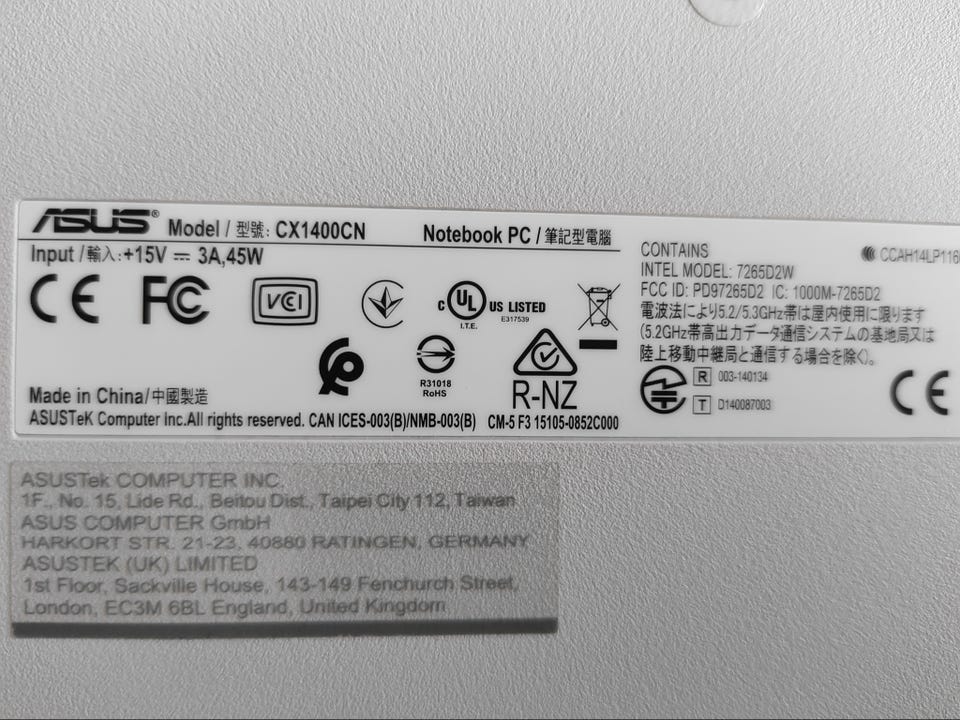 ASUS® Model / 型號: CX1400CN Notebook PC / 筆記型電腦
Input / 輸入: +15V ⎓ 3A, 45W
CE FC VCI c UL US LISTED
I.T.E. E317539
R31018
RoHS
R-NZ
Made in China/中國製造
ASUSTeK Computer Inc. All rights reserved. CAN ICES-003(B)/NMB-003(B) CM-5 F3 15105-0852C000
CONTAINS
INTEL MODEL: 7265D2W
FCC ID: PD97265D2 IC: 1000M-7265D2
電波法により5.2/5.3GHz帯は屋内使用に限ります
(5.2GHz帯高出力データ通信システムの基地局又は
陸上移動中継局と通信する場合を除く)。
R 003-140134
T D140087003
CCAH14LP116
CE
ASUSTek COMPUTER INC.
1F., No. 15, Lide Rd., Beitou Dist., Taipei City 112, Taiwan
ASUS COMPUTER GmbH
HARKORT STR. 21-23, 40880 RATINGEN, GERMANY
ASUSTEK (UK) LIMITED
1st Floor, Sackville House, 143-149 Fenchurch Street,
London, EC3M 6BL England, United Kingdom